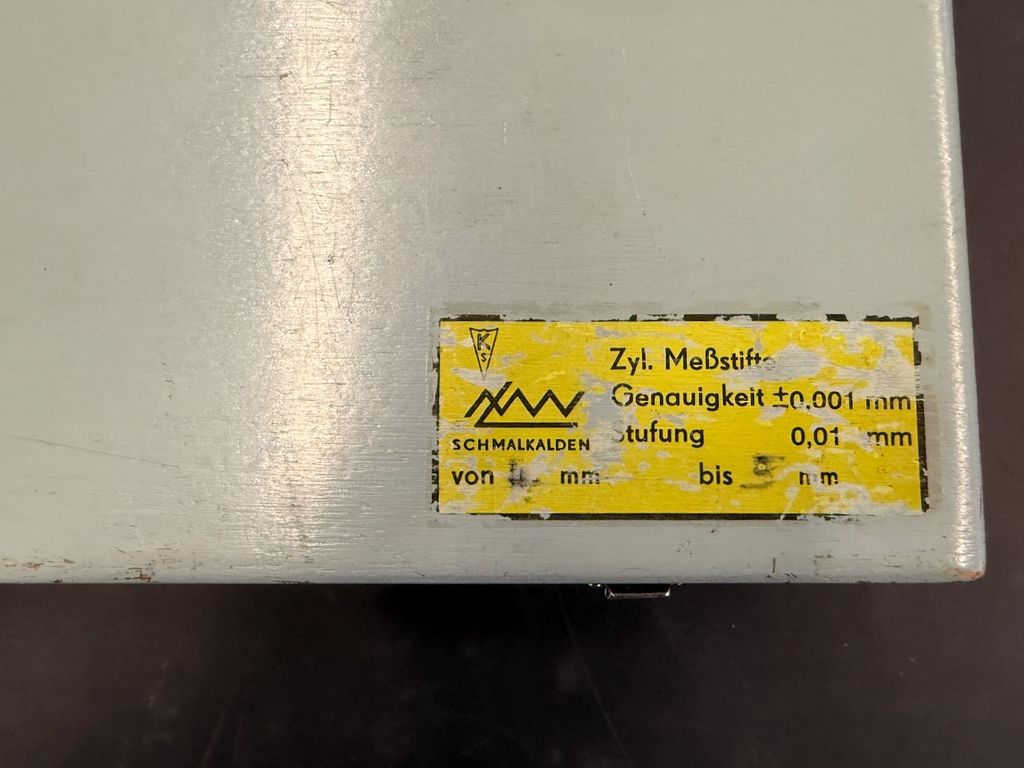 K
S
SCHMALKALDEN
Zyl. Meßstifte
Genauigkeit ±0,001 mm
Stufung 0,01 mm
von mm bis mm